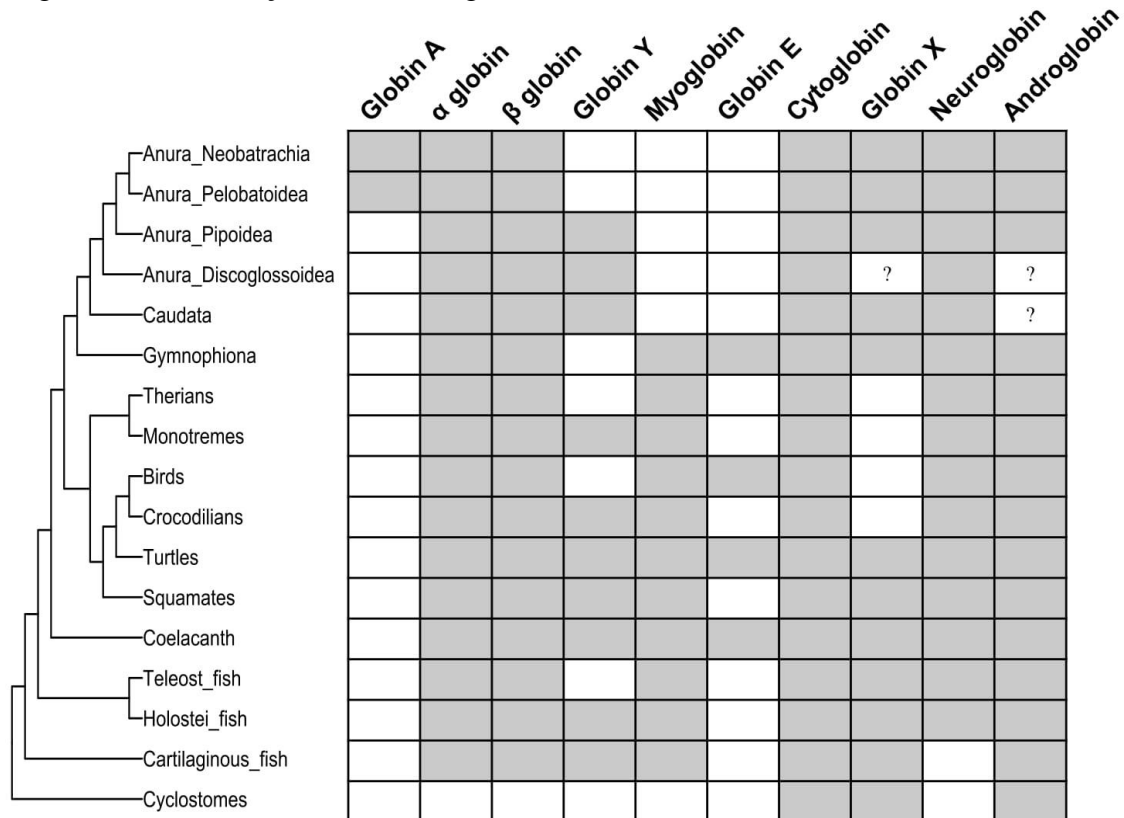 Globin A
α globin
β globin
Globin Y
Myoglobin
Globin E
Cytoglobin
Globin X
Neuroglobin
Androglobin
Anura_Neobatrachia
Anura_Pelobatoidea
Anura_Pipoidea
Anura_Discoglossoidea ? ?
Caudata ?
Gymnophiona
Therians
Monotremes
Birds
Crocodilians
Turtles
Squamates
Coelacanth
Teleost_fish
Holostei_fish
Cartilaginous_fish
Cyclostomes